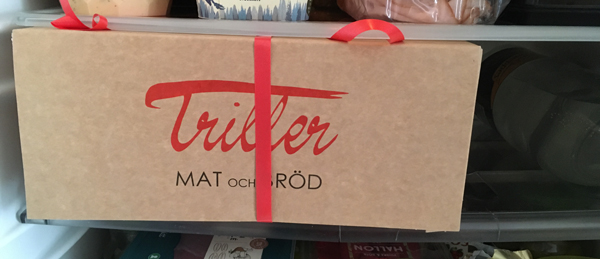 Triller
MAT OCH BRÖD
HALLON